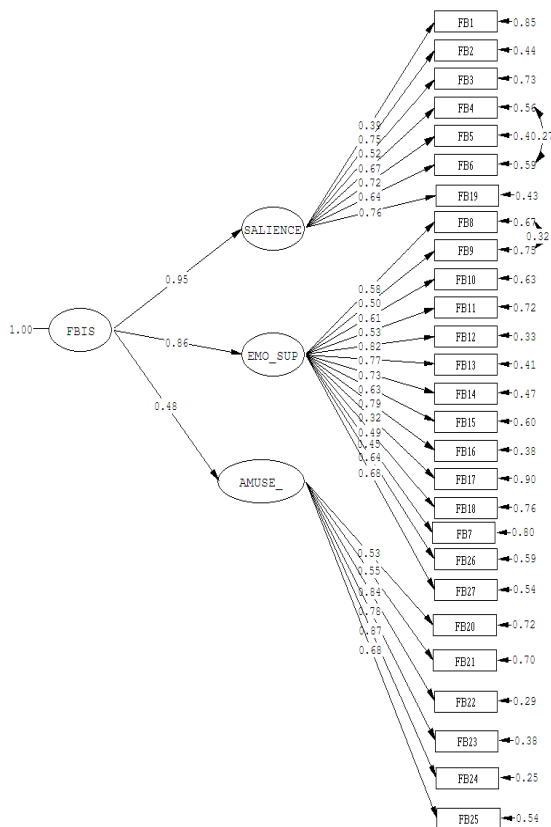 FB1 0.85
FB2 0.44
FB3 0.73
FB4 0.56
FB5 0.40 0.27
FB6 0.59
FB19 0.43
FB8 0.67
0.32
FB9 0.75
FB10 0.63
FB11 0.72
FB12 0.33
FB13 0.41
FB14 0.47
FB15 0.60
FB16 0.38
FB17 0.90
FB18 0.76
FB7 0.80
FB26 0.59
FB27 0.54
FB20 0.72
FB21 0.70
FB22 0.29
FB23 0.38
FB24 0.25
FB25 0.54
0.39
0.75
0.52
0.67
0.72
0.64
0.76
SALIENCE
0.95
1.00 FBIS
0.86
EMO_SUP
0.48
AMUSE_
0.58
0.50
0.61
0.53
0.82
0.77
0.73
0.63
0.79
0.32
0.49
0.45
0.64
0.68
0.53
0.55
0.84
0.78
0.87
0.68